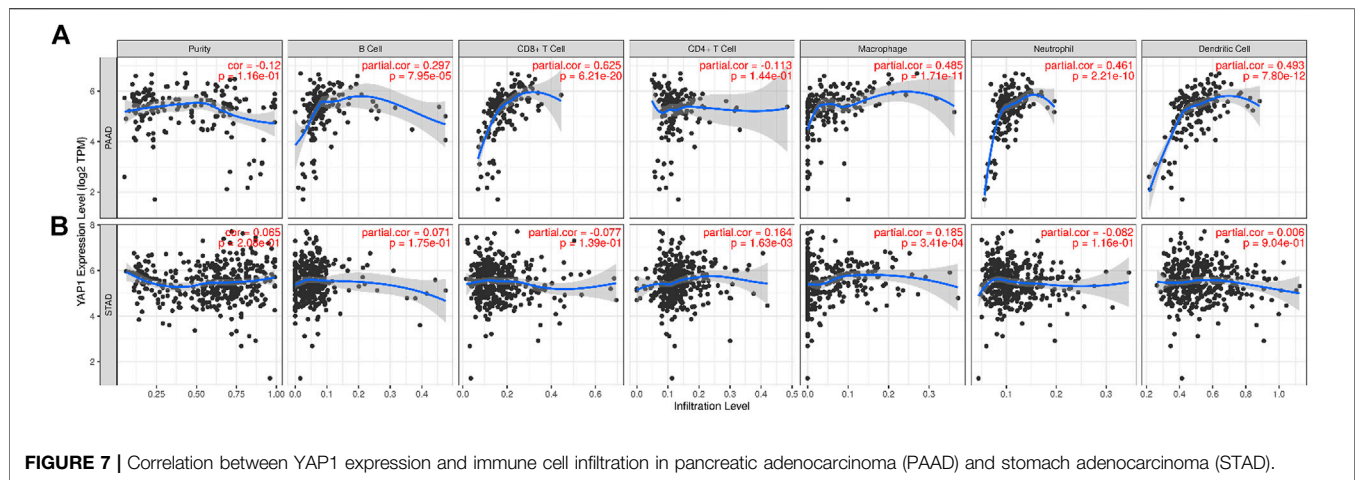 A
Purity
B Cell
CD8+ T Cell
CD4+ T Cell
Macrophage
Neutrophil
Dendritic Cell
PAAD
cor = -0.12
p = 1.16e-01
partial.cor = 0.297
p = 7.95e-05
partial.cor = 0.625
p = 6.21e-20
partial.cor = -0.113
p = 1.44e-01
partial.cor = 0.485
p = 1.71e-11
partial.cor = 0.461
p = 2.21e-10
partial.cor = 0.493
p = 7.80e-12
6
4
2
YAP1 Expression Level (log2 TPM)
B
STAD
cor = 0.065
p = 2.06e-01
partial.cor = 0.071
p = 1.75e-01
partial.cor = -0.077
p = 1.39e-01
partial.cor = 0.164
p = 1.63e-03
partial.cor = 0.185
p = 3.41e-04
partial.cor = -0.082
p = 1.16e-01
partial.cor = 0.006
p = 9.04e-01
8
6
4
2
0.25 0.50 0.75 1.00
0.0 0.1 0.2 0.3 0.4
0.0 0.2 0.4 0.6
0.0 0.1 0.2 0.3 0.4 0.5
0.0 0.1 0.2 0.3
0.1 0.2 0.3
0.2 0.4 0.6 0.8 1.0
Infiltration Level
FIGURE 7 | Correlation between YAP1 expression and immune cell infiltration in pancreatic adenocarcinoma (PAAD) and stomach adenocarcinoma (STAD).